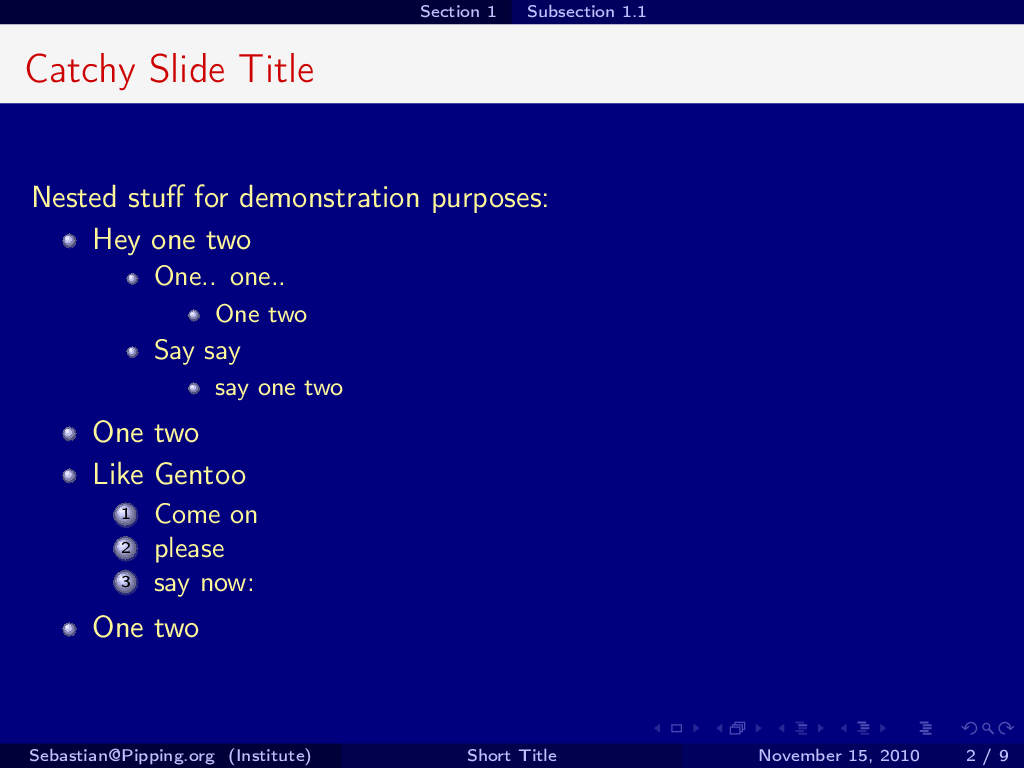 Section 1 Subsection 1.1
Catchy Slide Title
Nested stuff for demonstration purposes:
Hey one two
One.. one..
One two
Say say
say one two
One two
Like Gentoo
1 Come on
2 please
3 say now:
One two
Sebastian@Pipping.org (Institute) Short Title November 15, 2010 2 / 9